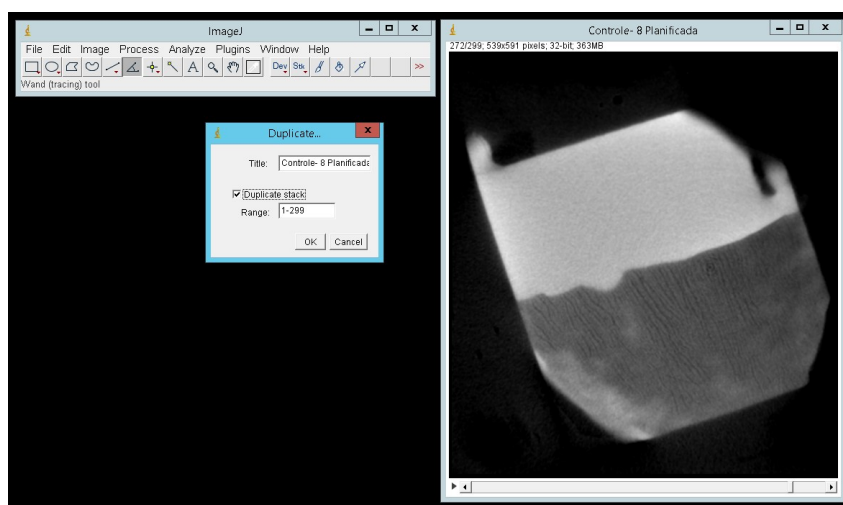 ImageJ
File Edit Image Process Analyze Plugins Window Help
A Dev Stk >>
Wand (tracing) tool
Duplicate...
Title: Controle- 8 Planificada
Duplicate stack
Range: 1-299
OK Cancel
Controle- 8 Planificada
272/299; 539x591 pixels; 32-bit; 363MB